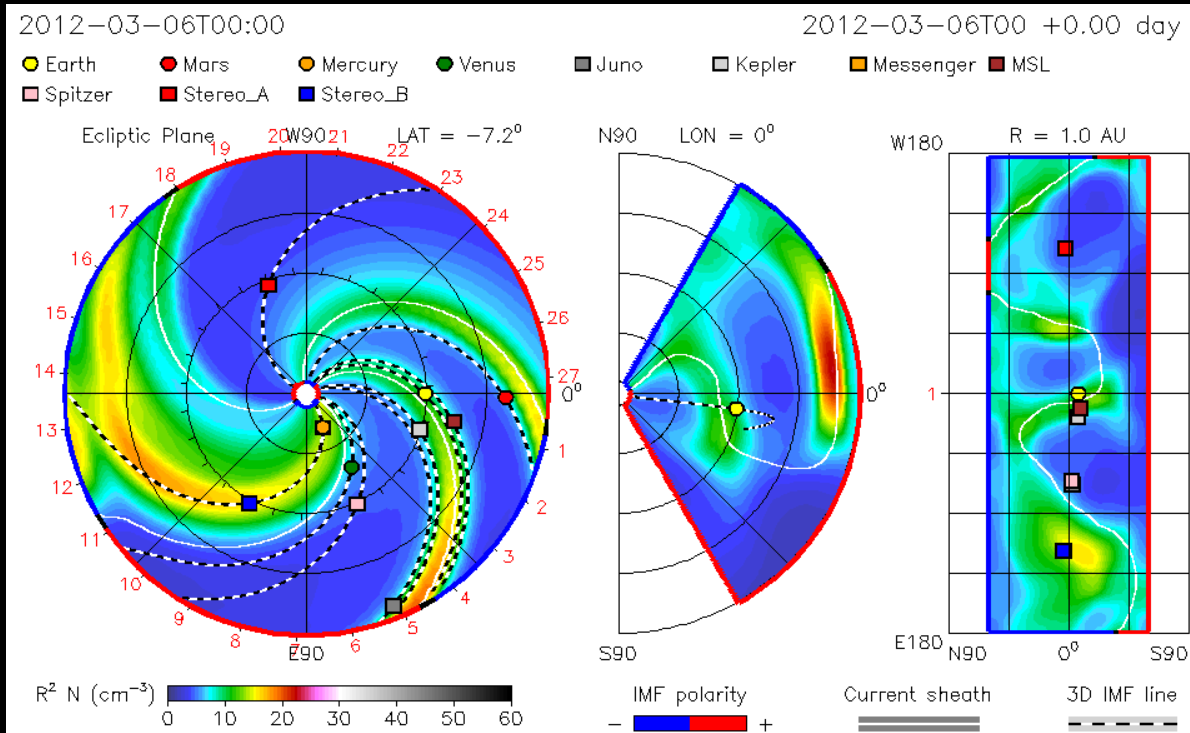 2012-03-06T00:00 2012-03-06T00 +0.00 day
Earth Mars Mercury Venus Juno Kepler Messenger MSL
Spitzer Stereo_A Stereo_B
Ecliptic Plane W90 LAT = -7.2° N90 LON = 0° R = 1.0 AU
W180
20 21
19 22
18 23
17 24
16 25
15 26
14 27 0° 0° 1
13 1
12 2
11 3
10 4
9 5
8 6
7
E90 S90 E180 N90 0° S90
R² N (cm⁻³) 0 10 20 30 40 50 60
IMF polarity Current sheath 3D IMF line
- +